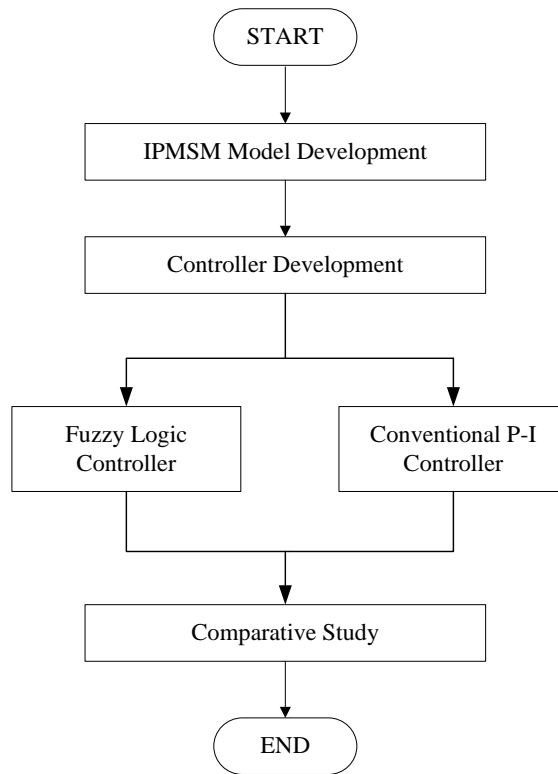 START
IPMSM Model Development
Controller Development
Fuzzy Logic
Controller
Conventional P-I
Controller
Comparative Study
END